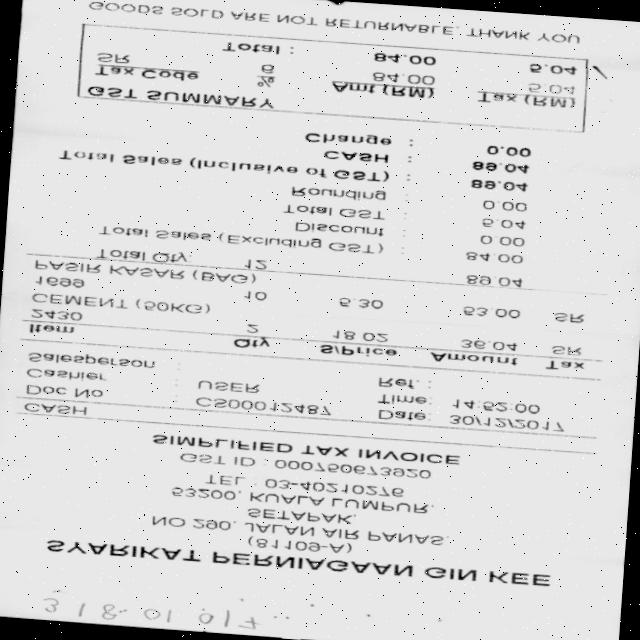 SYARIKAT PERNIAGAAN GIN KEE
(81109-A)
NO 290, JALAN AIR PANAS
SETAPAK,
53200, KUALA LUMPUR.
TEL : 03-40210276
GST ID : 000750673920
SIMPLIFIED TAX INVOICE
CASH
Doc No : CS00012487 Date: 30/12/2017
Cashier : USER Time: 14:52:00
Salesperson : Ref :
Item Qty S/Price Amount Tax
2430 2 18.02 36.04 SR
CEMENT (50KG)
1699 10 5.30 53.00 SR
PASIR KASAR (BAG)
Total Qty 12 89.04
Total Sales (Excluding GST) : 84.00
Discount : 0.00
Total GST : 5.04
Rounding : 0.00
Total Sales (Inclusive of GST) : 89.04
CASH : 89.04
Change : 0.00
GST SUMMARY
Tax Code % Amt (RM) Tax (RM)
SR 6 84.00 5.04
Total : 84.00 5.04
GOODS SOLD ARE NOT RETURNABLE, THANK YOU